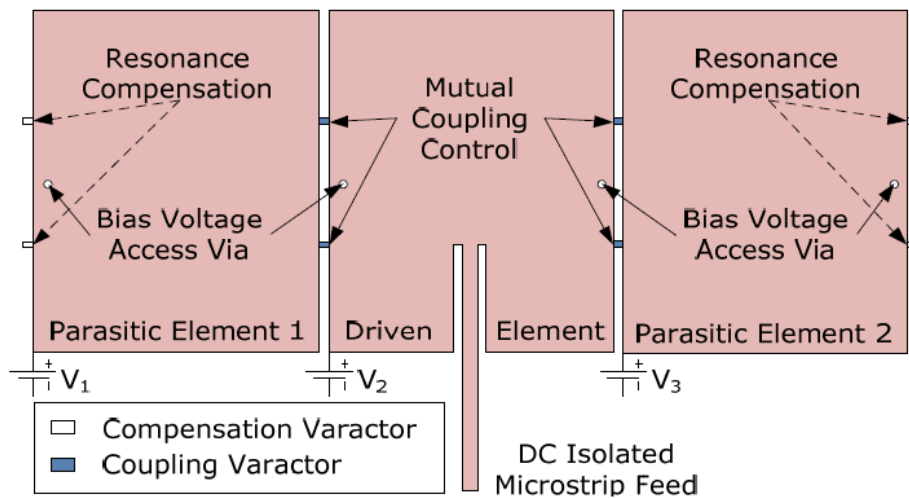 Resonance
Compensation
Mutual
Coupling
Control
Resonance
Compensation
Bias Voltage
Access Via
Bias Voltage
Access Via
Parasitic Element 1
Driven
Element
Parasitic Element 2
+
V₁
+
V₂
+
V₃
Compensation Varactor
Coupling Varactor
DC Isolated
Microstrip Feed